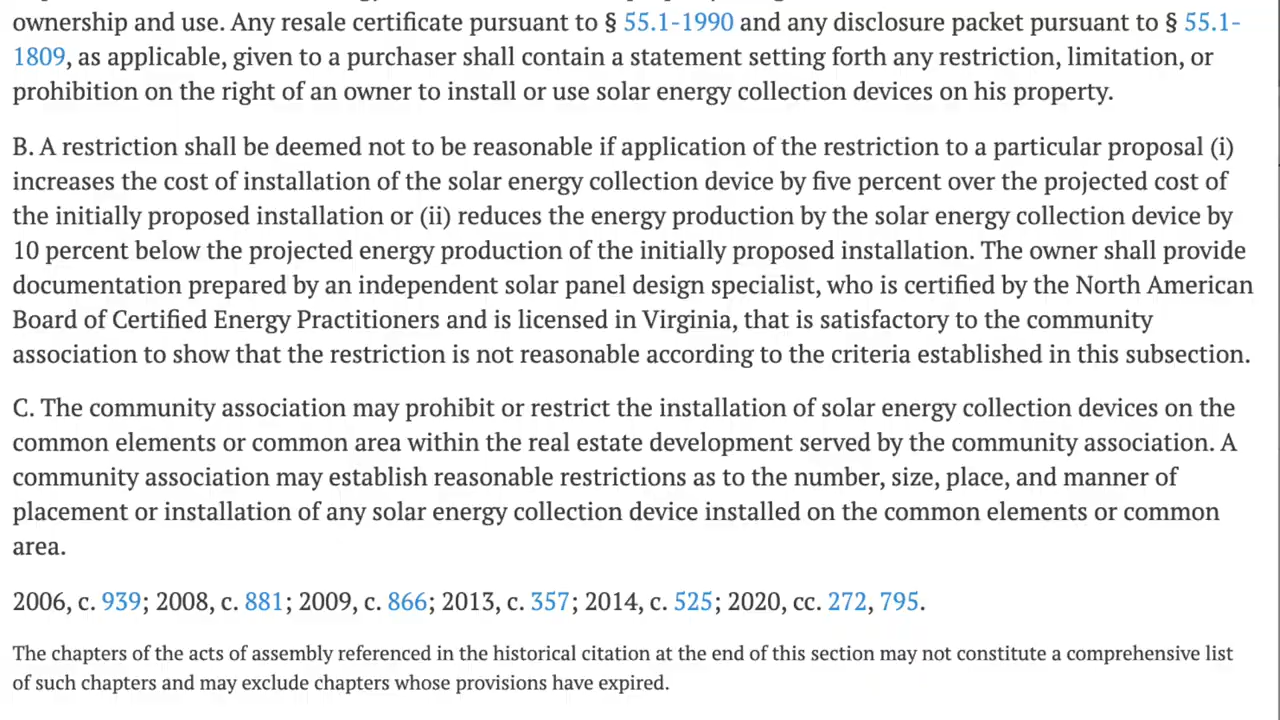 ownership and use. Any resale certificate pursuant to § 55.1-1990 and any disclosure packet pursuant to § 55.1-
1809, as applicable, given to a purchaser shall contain a statement setting forth any restriction, limitation, or
prohibition on the right of an owner to install or use solar energy collection devices on his property.
B. A restriction shall be deemed not to be reasonable if application of the restriction to a particular proposal (i)
increases the cost of installation of the solar energy collection device by five percent over the projected cost of
the initially proposed installation or (ii) reduces the energy production by the solar energy collection device by
10 percent below the projected energy production of the initially proposed installation. The owner shall provide
documentation prepared by an independent solar panel design specialist, who is certified by the North American
Board of Certified Energy Practitioners and is licensed in Virginia, that is satisfactory to the community
association to show that the restriction is not reasonable according to the criteria established in this subsection.
C. The community association may prohibit or restrict the installation of solar energy collection devices on the
common elements or common area within the real estate development served by the community association. A
community association may establish reasonable restrictions as to the number, size, place, and manner of
placement or installation of any solar energy collection device installed on the common elements or common
area.
2006, c. 939; 2008, c. 881; 2009, c. 866; 2013, c. 357; 2014, c. 525; 2020, cc. 272, 795.
The chapters of the acts of assembly referenced in the historical citation at the end of this section may not constitute a comprehensive list
of such chapters and may exclude chapters whose provisions have expired.